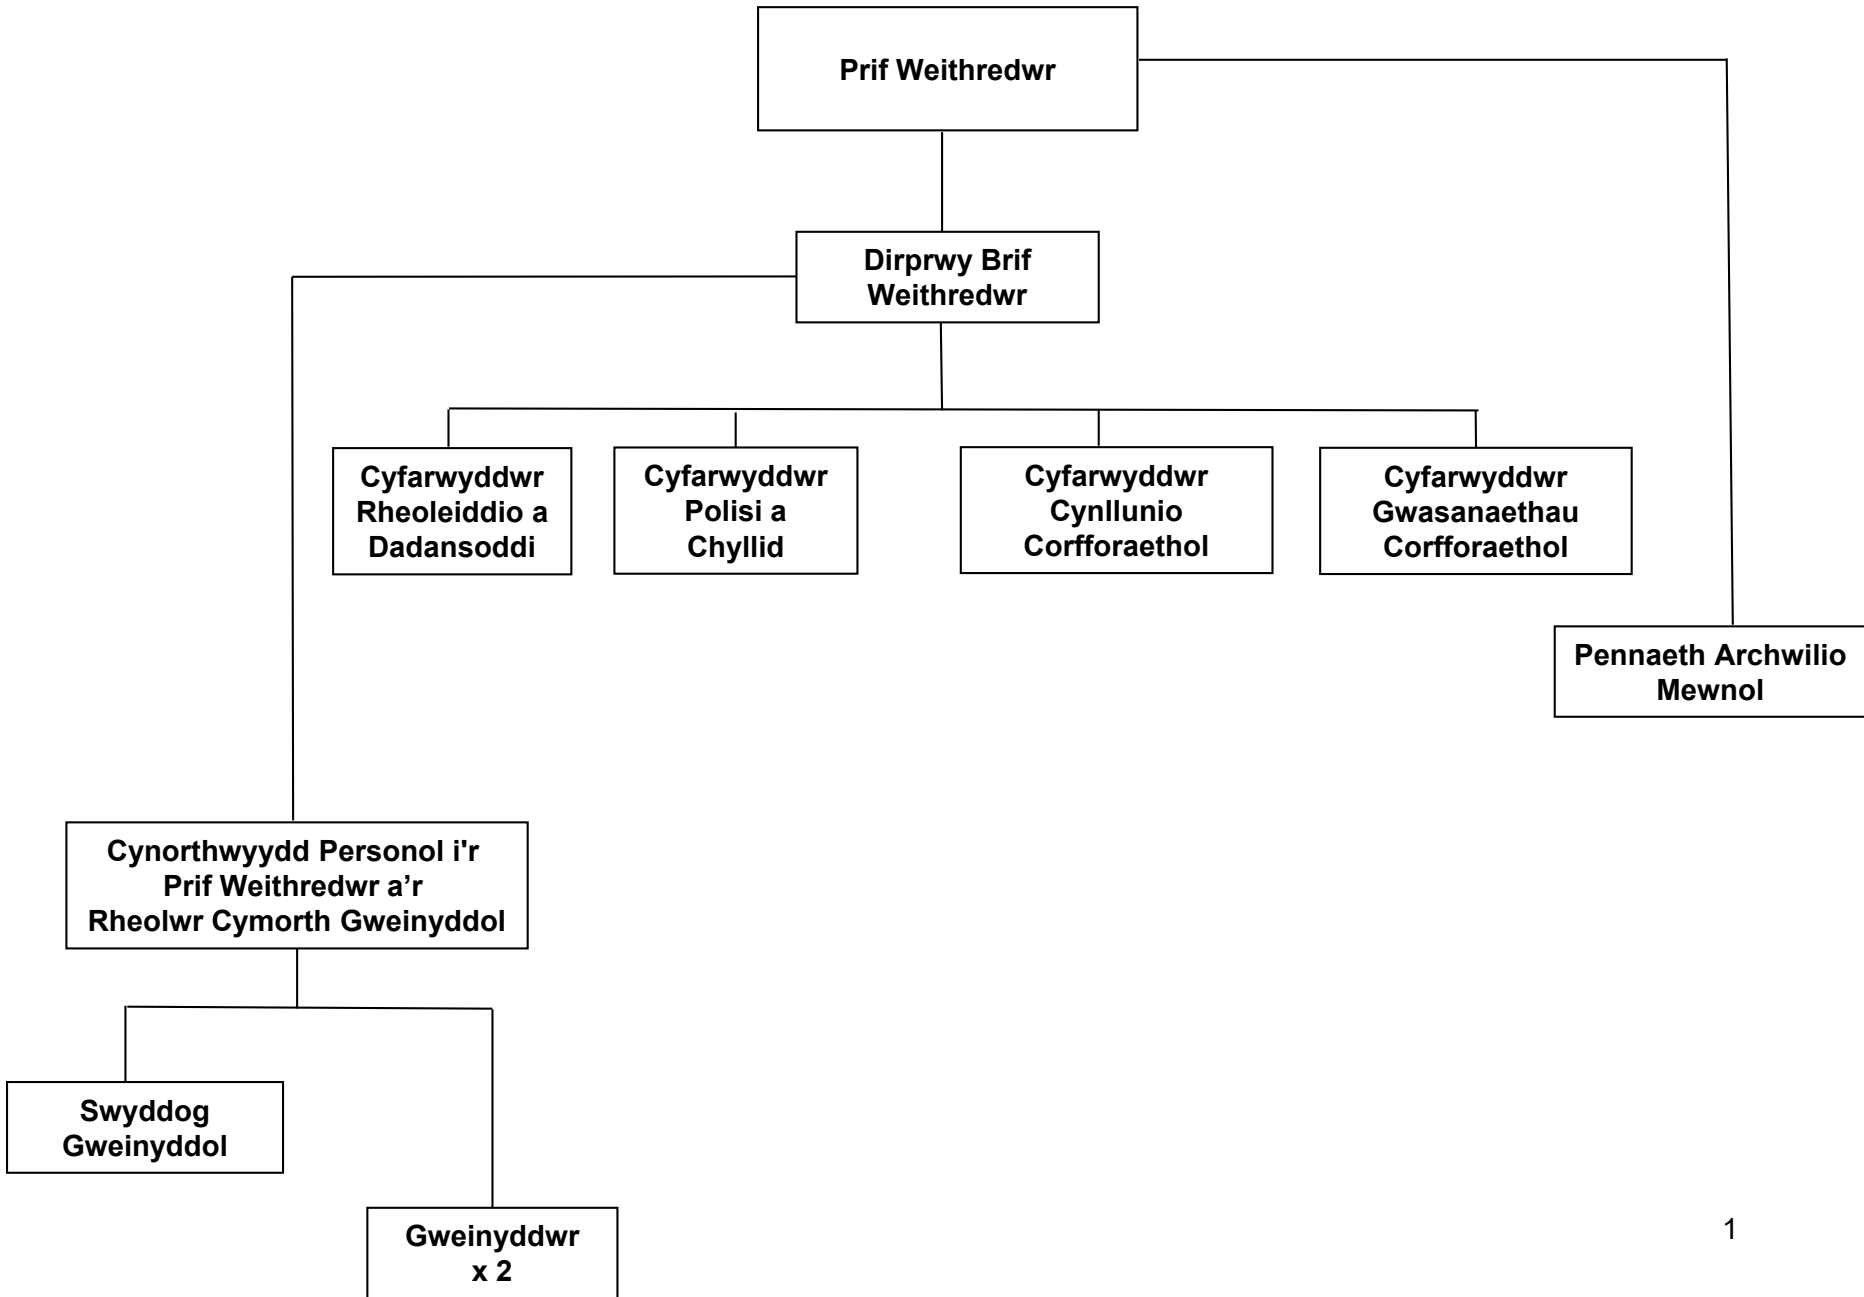 Prif Weithredwr
Dirprwy Brif
Weithredwr
Cyfarwyddwr
Rheoleiddio a
Dadansoddi
Cyfarwyddwr
Polisi a
Chyllid
Cyfarwyddwr
Cynllunio
Corfforaethol
Cyfarwyddwr
Gwasanaethau
Corfforaethol
Pennaeth Archwilio
Mewnol
Cynorthwyydd Personol i'r
Prif Weithredwr a’r
Rheolwr Cymorth Gweinyddol
Swyddog
Gweinyddol
Gweinyddwr
x 2
1